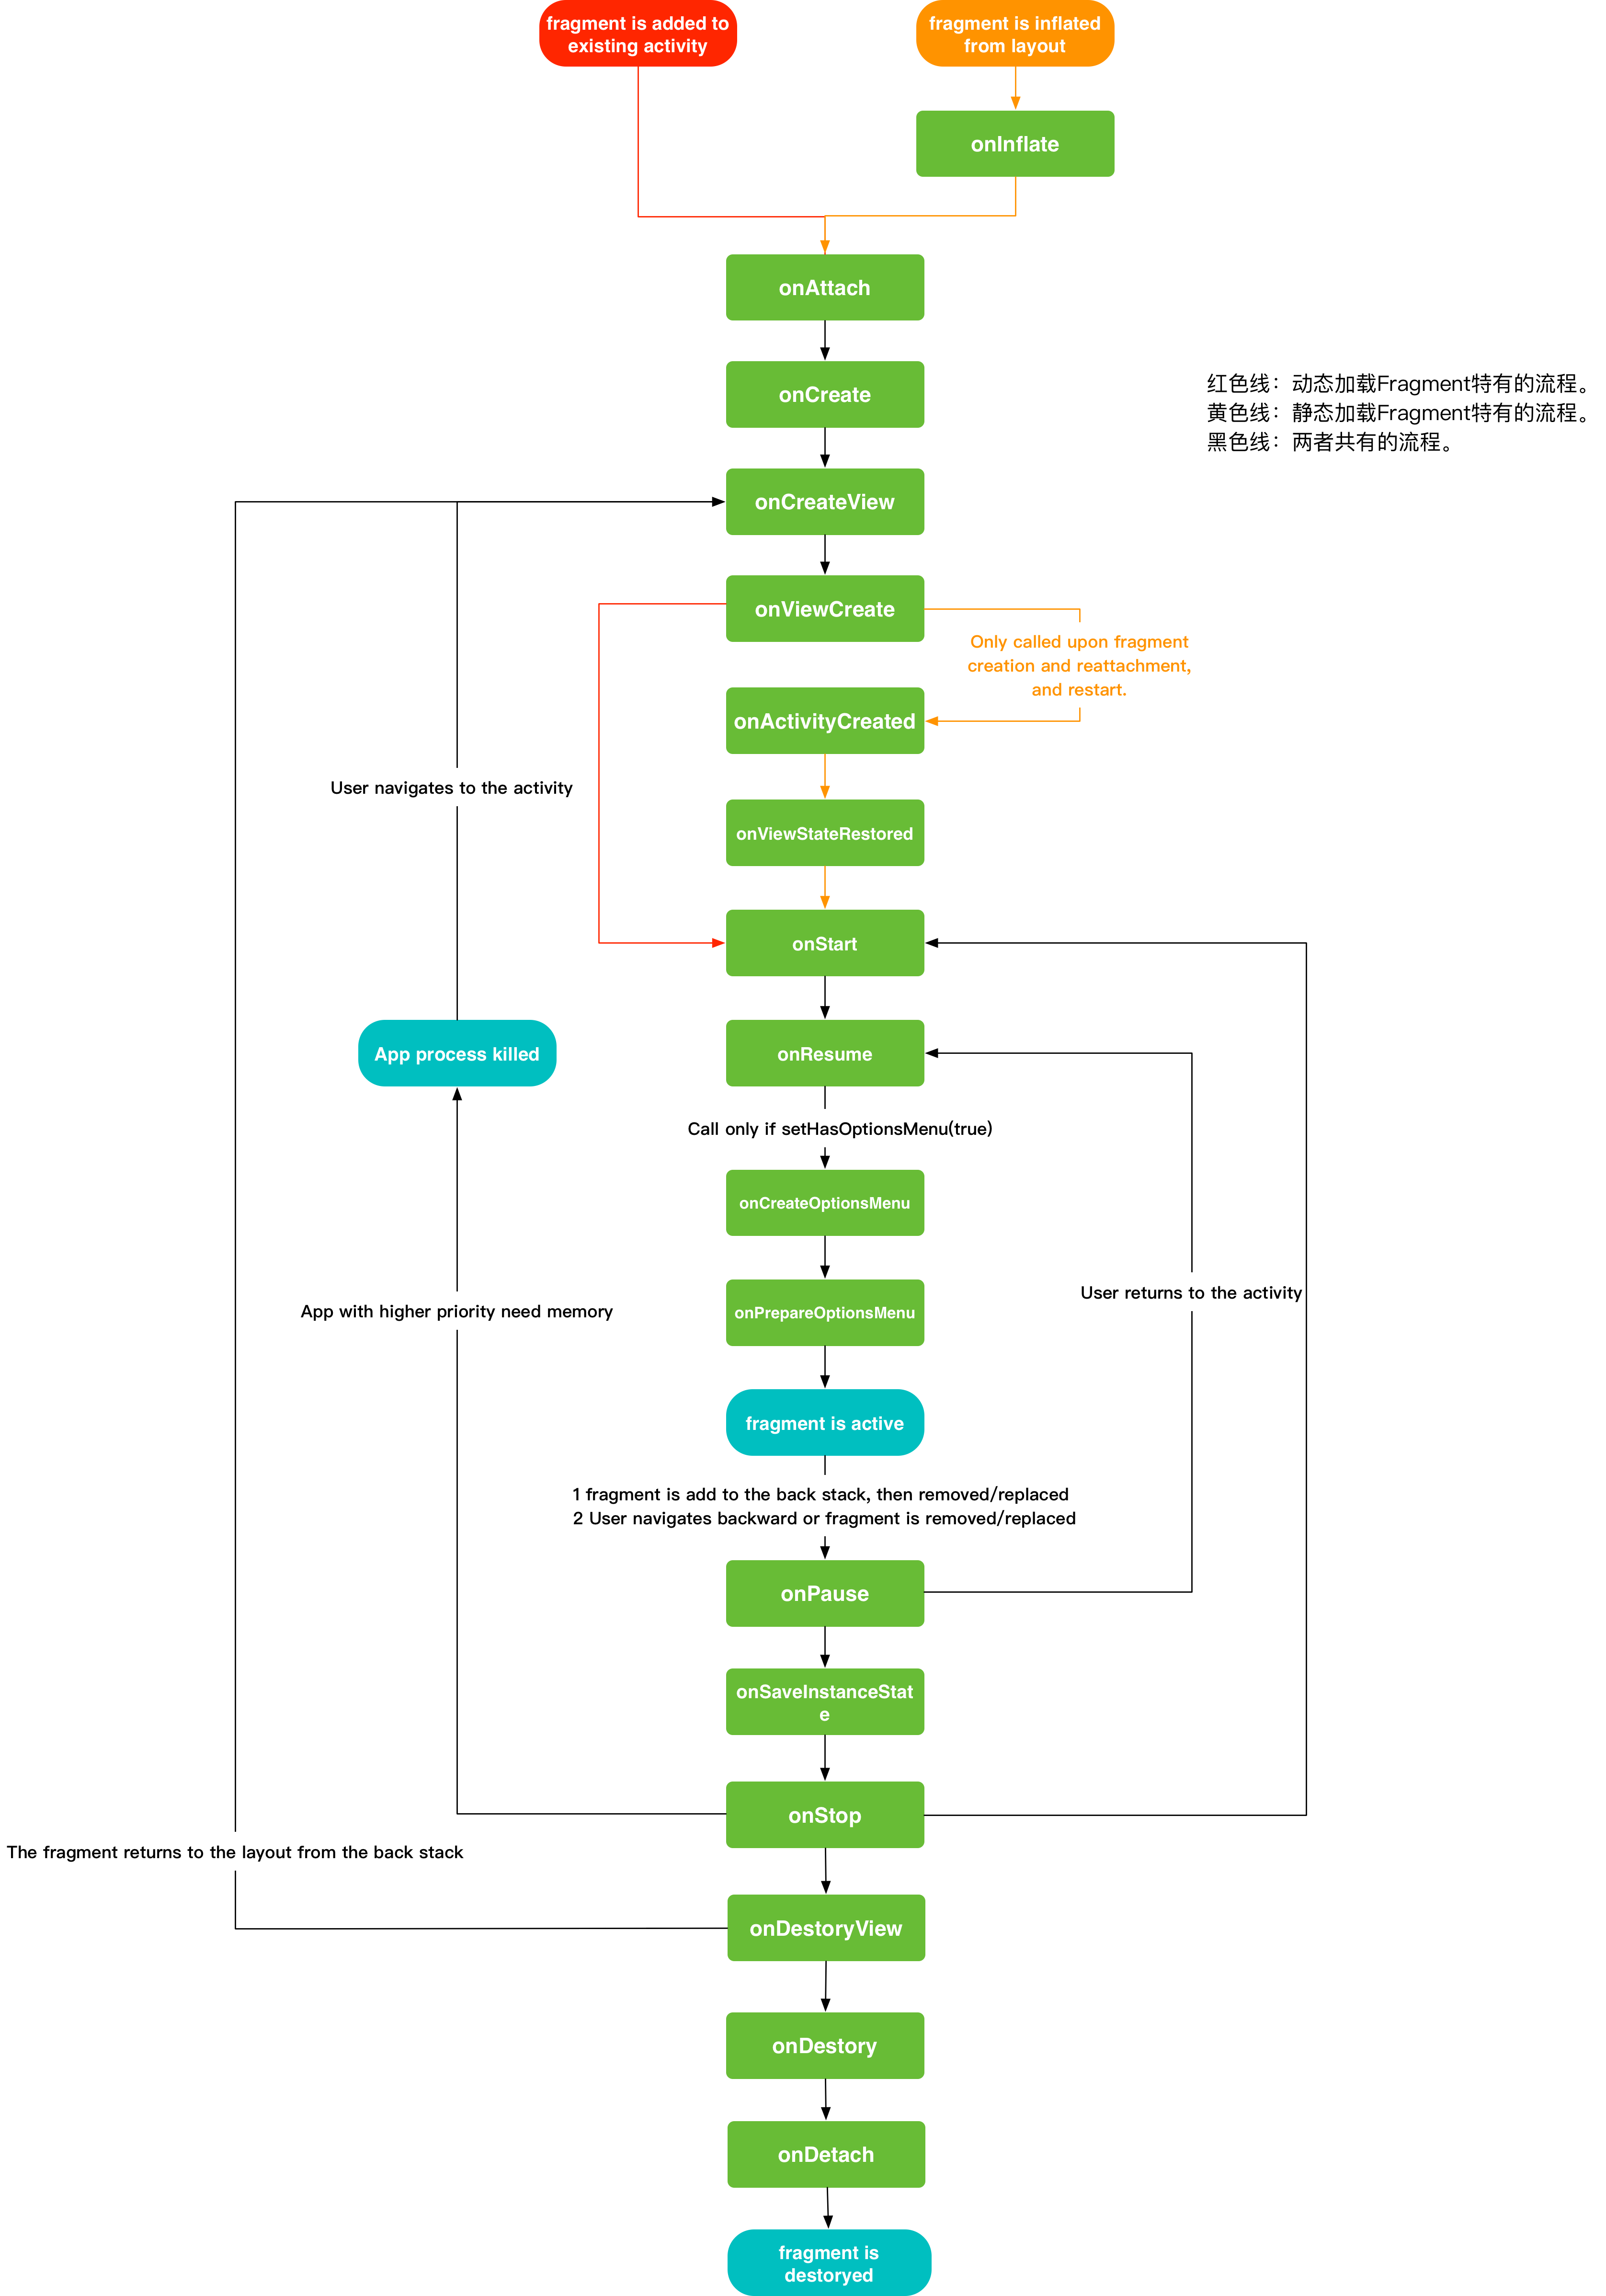 fragment is added to
existing activity
fragment is inflated
from layout
onInflate
onAttach
onCreate
红色线：动态加载Fragment特有的流程。
黄色线：静态加载Fragment特有的流程。
黑色线：两者共有的流程。
onCreateView
onViewCreate
Only called upon fragment
creation and reattachment,
and restart.
onActivityCreated
User navigates to the activity
onViewStateRestored
onStart
App process killed
onResume
Call only if setHasOptionsMenu(true)
onCreateOptionsMenu
User returns to the activity
App with higher priority need memory
onPrepareOptionsMenu
fragment is active
1 fragment is add to the back stack, then removed/replaced
2 User navigates backward or fragment is removed/replaced
onPause
onSaveInstanceStat
e
onStop
The fragment returns to the layout from the back stack
onDestoryView
onDestory
onDetach
fragment is
destoryed